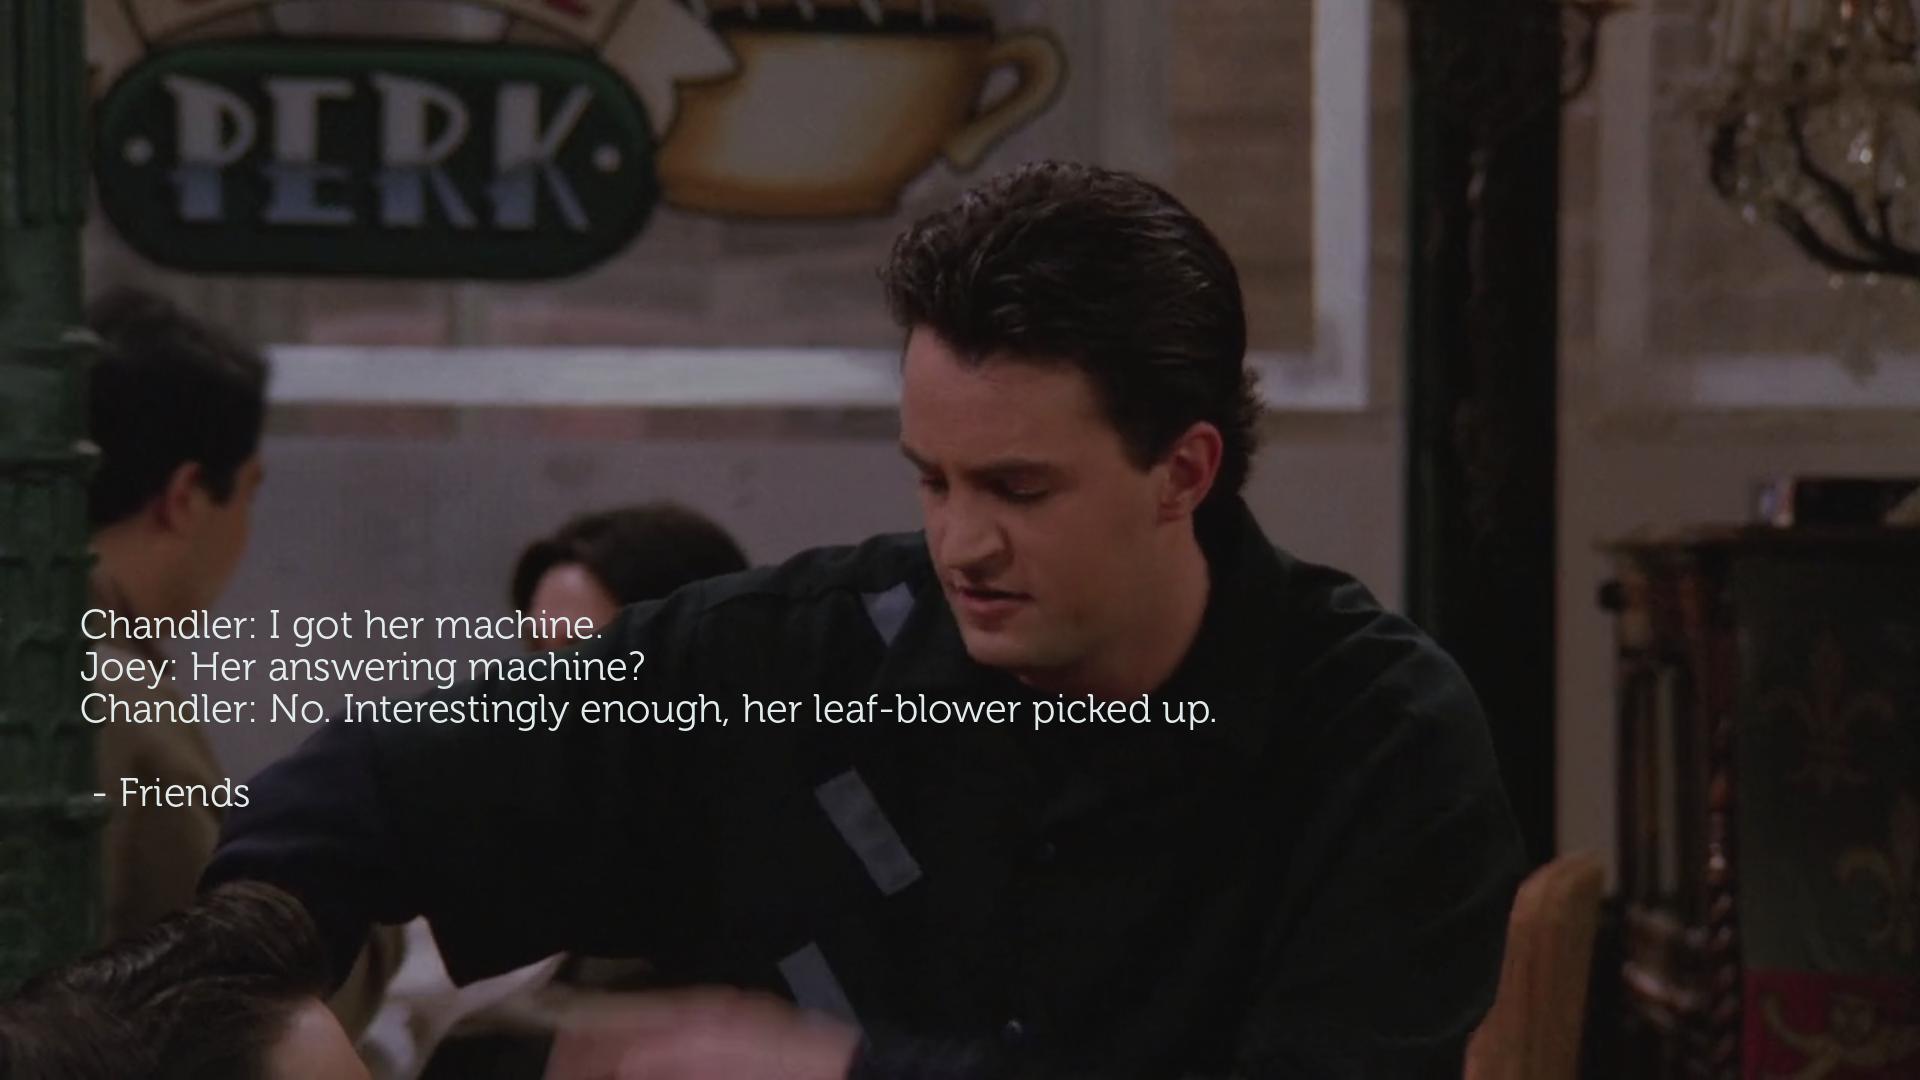 PERK
Chandler: I got her machine.
Joey: Her answering machine?
Chandler: No. Interestingly enough, her leaf-blower picked up.
- Friends